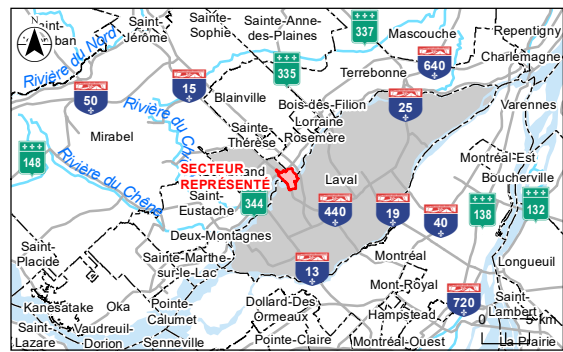 Saint-
Jérôme
Sainte-
Sophie
Sainte-Anne-
des-Plaines
337
Mascouche
Repentigny
Charlemagne
N
Rivière du Nord
335
640
Terrebonne
15
50
Blainville
Bois-des-Filion
25
Lorraine
Varennes
Mirabel
Sainte-
Thérèse
Rosemère
148
SECTEUR
REPRÉSENTÉ
Laval
Montréal-Est
Boucherville
Rivière du Chêne
Saint-
Eustache
344
440
19
40
138
132
Deux-Montagnes
Saint-
Placide
Sainte-Marthe-
sur-le-Lac
13
Montréal
Longueuil
Mont-Royal
Kanesatake
Oka
Pointe-
Calumet
Dollard-Des
Ormeaux
Hampstead
720
Saint-
Lambert
0
5 km
Saint-
Lazare
Vaudreuil-
Dorion
Senneville
Pointe-Claire
Montréal-Ouest
La Prairie